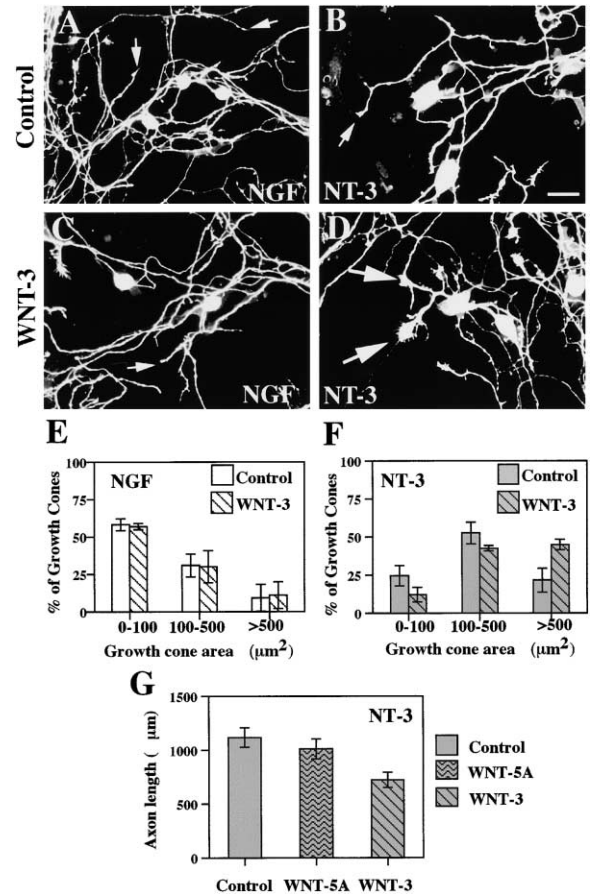 A
B
Control
NGF
NT-3
C
D
WNT-3
NGF
NT-3
E
F
100
75
50
25
0
% of Growth Cones
NGF
Control
WNT-3
0-100 100-500 >500
Growth cone area (μm2)
100
75
50
25
0
% of Growth Cones
NT-3
Control
WNT-3
0-100 100-500 >500
Growth cone area (μm2)
G
1500
1000
500
0
Axon length ( μm)
NT-3
Control
WNT-5A
WNT-3
Control WNT-5A WNT-3